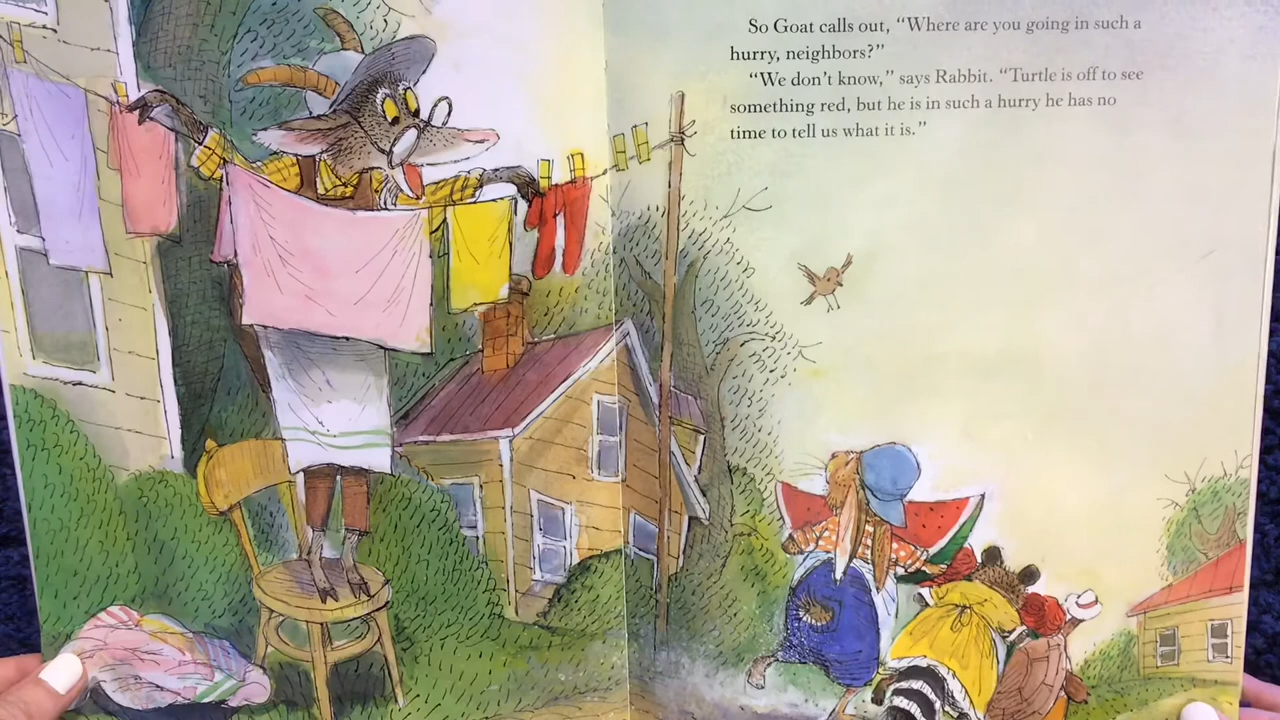 So Goat calls out, “Where are you going in such a
hurry, neighbors?”
“We don’t know,” says Rabbit. “Turtle is off to see
something red, but he is in such a hurry he has no
time to tell us what it is.”